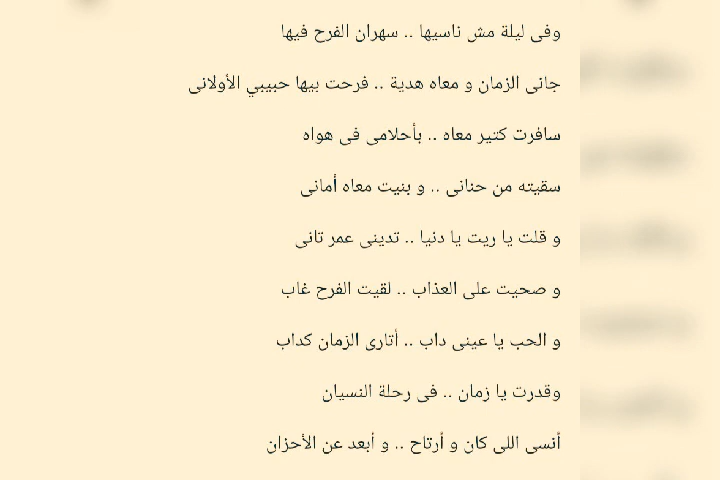 وفى ليلة مش ناسيها .. سهران الفرح فيها
جانى الزمان و معاه هدية .. فرحت بيها حبيبي الأولانى
سافرت كتير معاه .. بأحلامى فى هواه
سقيته من حنانى .. و بنيت معاه أمانى
و قلت يا ريت يا دنيا .. تدينى عمر تانى
و صحيت على العذاب .. لقيت الفرح غاب
و الحب يا عينى داب .. أتارى الزمان كداب
وقدرت يا زمان .. فى رحلة النسيان
أنسى اللى كان و أرتاح .. و أبعد عن الأحزان